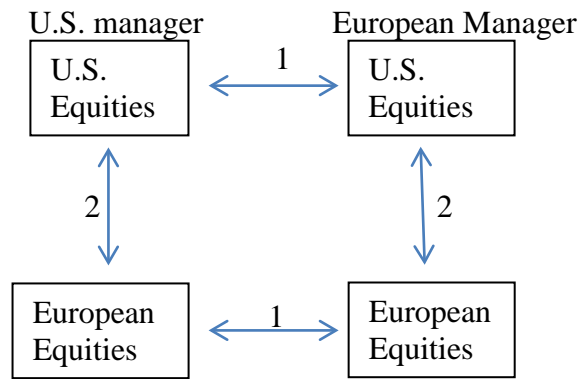 U.S. manager
European Manager
U.S.
Equities
1
U.S.
Equities
2
2
European
Equities
1
European
Equities